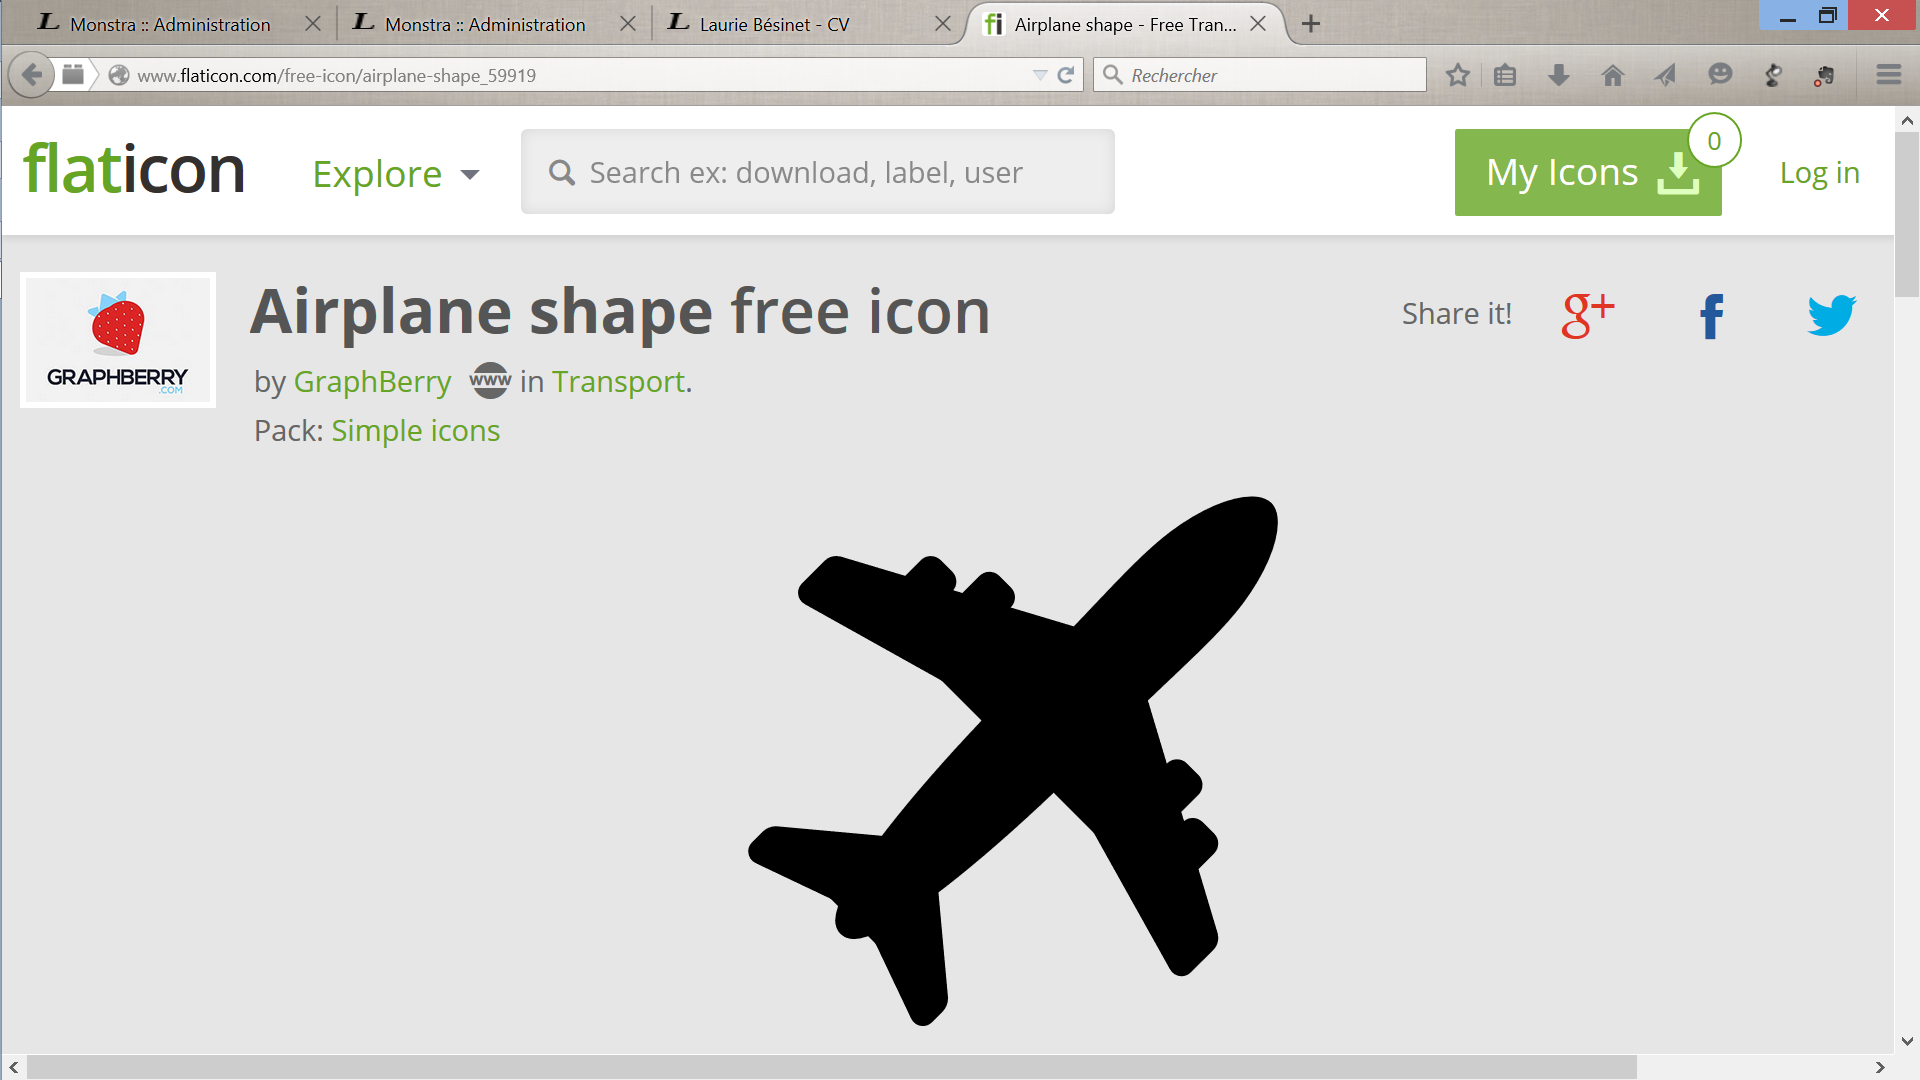 Monstra :: Administration
Monstra :: Administration
Laurie Bésinet - CV
fi Airplane shape - Free Tran...
www.flaticon.com/free-icon/airplane-shape_59919
Rechercher
flaticon
Explore
Search ex: download, label, user
My Icons
0
Log in
GRAPHBERRY
.COM
Airplane shape free icon
Share it!
g+
f
by GraphBerry www in Transport.
Pack: Simple icons